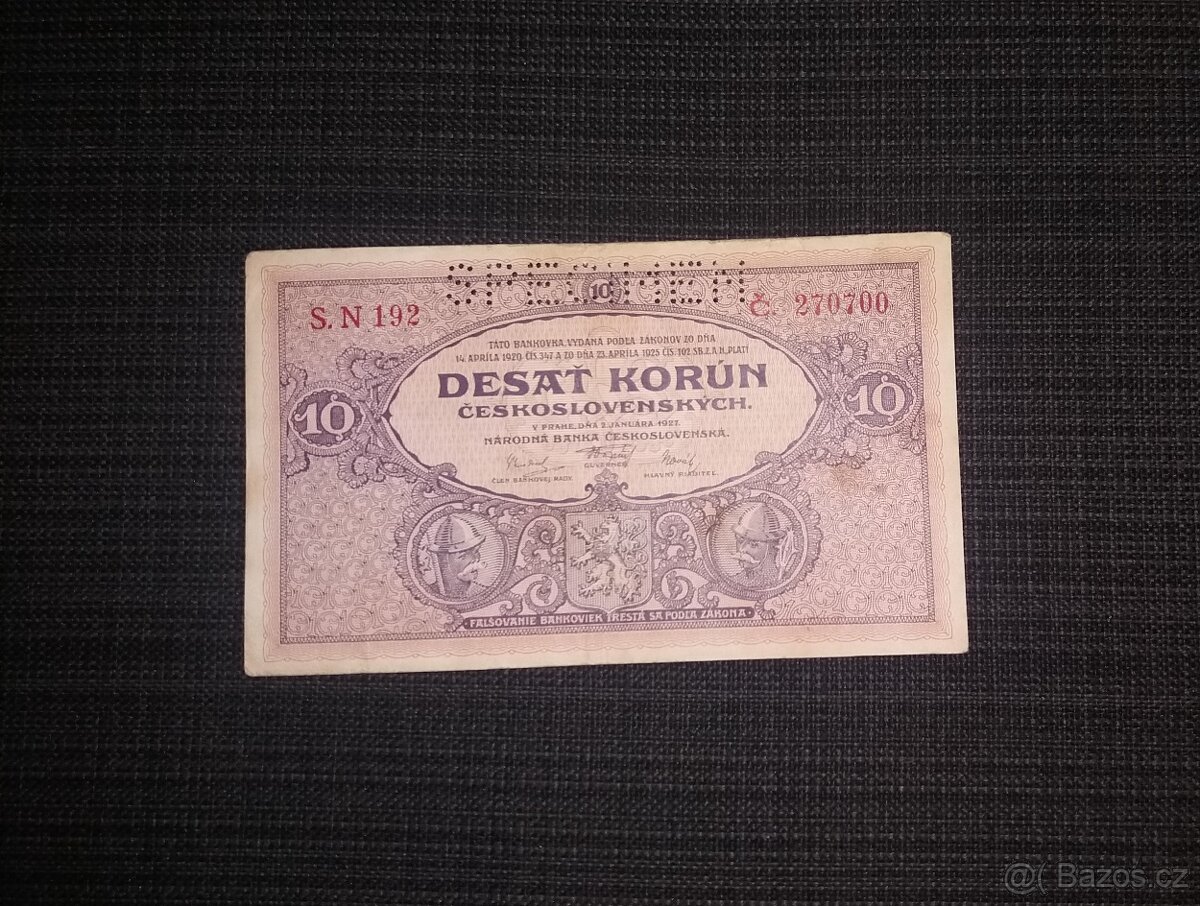 SPECIMEN
10
S. N 192 Č. 270700
TÁTO BANKOVKA, VYDANÁ PODĽA ZÁKONOV ZO DŇA
14. APRÍLA 1920 ČÍS. 347 A ZO DŇA 23. APRÍLA 1925 ČÍS. 102 SB. Z. A N., PLATÍ
DESAŤ KORÚN
ČESKOSLOVENSKÝCH.
V PRAHE, DŇA 2. JANUÁRA 1927.
NÁRODNÁ BANKA ČESKOSLOVENSKÁ.
10 10
ČLEN BANKOVEJ RADY. GUVERNÉR. HLAVNÝ RIADITEĽ.
FALŠOVANIE BANKOVIEK TRESTÁ SA PODĽA ZÁKONA
@( Bazos.cz